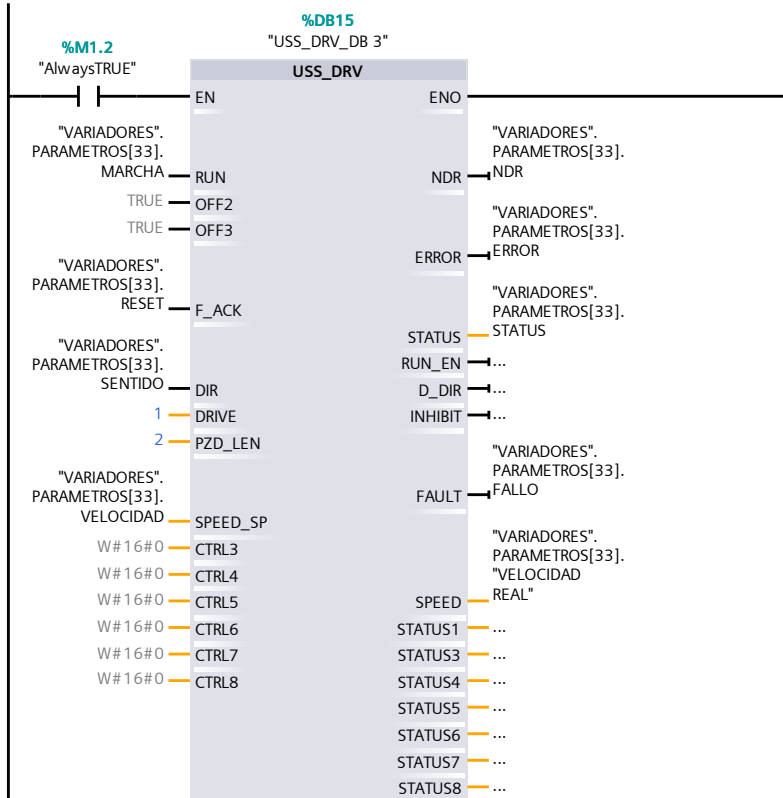 %DB15
"USS_DRV_DB 3"
%M1.2
"AlwaysTRUE"
USS_DRV
EN
ENO
"VARIADORES".
PARAMETROS[33].
MARCHA
RUN
"VARIADORES".
PARAMETROS[33].
NDR
NDR
TRUE
OFF2
TRUE
OFF3
"VARIADORES".
PARAMETROS[33].
ERROR
ERROR
"VARIADORES".
PARAMETROS[33].
RESET
F_ACK
"VARIADORES".
PARAMETROS[33].
STATUS
STATUS
"VARIADORES".
PARAMETROS[33].
SENTIDO
DIR
RUN_EN
...
D_DIR
...
1
DRIVE
INHIBIT
...
2
PZD_LEN
"VARIADORES".
PARAMETROS[33].
FALLO
FAULT
"VARIADORES".
PARAMETROS[33].
VELOCIDAD
SPEED_SP
W#16#0
CTRL3
W#16#0
CTRL4
W#16#0
CTRL5
"VARIADORES".
PARAMETROS[33].
"VELOCIDAD
REAL"
SPEED
W#16#0
CTRL6
STATUS1
...
W#16#0
CTRL7
STATUS3
...
W#16#0
CTRL8
STATUS4
...
STATUS5
...
STATUS6
...
STATUS7
...
STATUS8
...